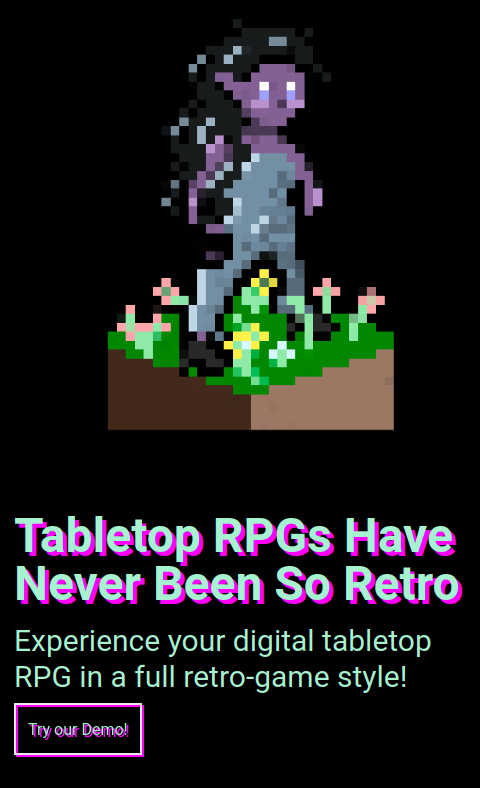 Tabletop RPGs Have
Never Been So Retro
Experience your digital tabletop
RPG in a full retro-game style!
Try our Demo!